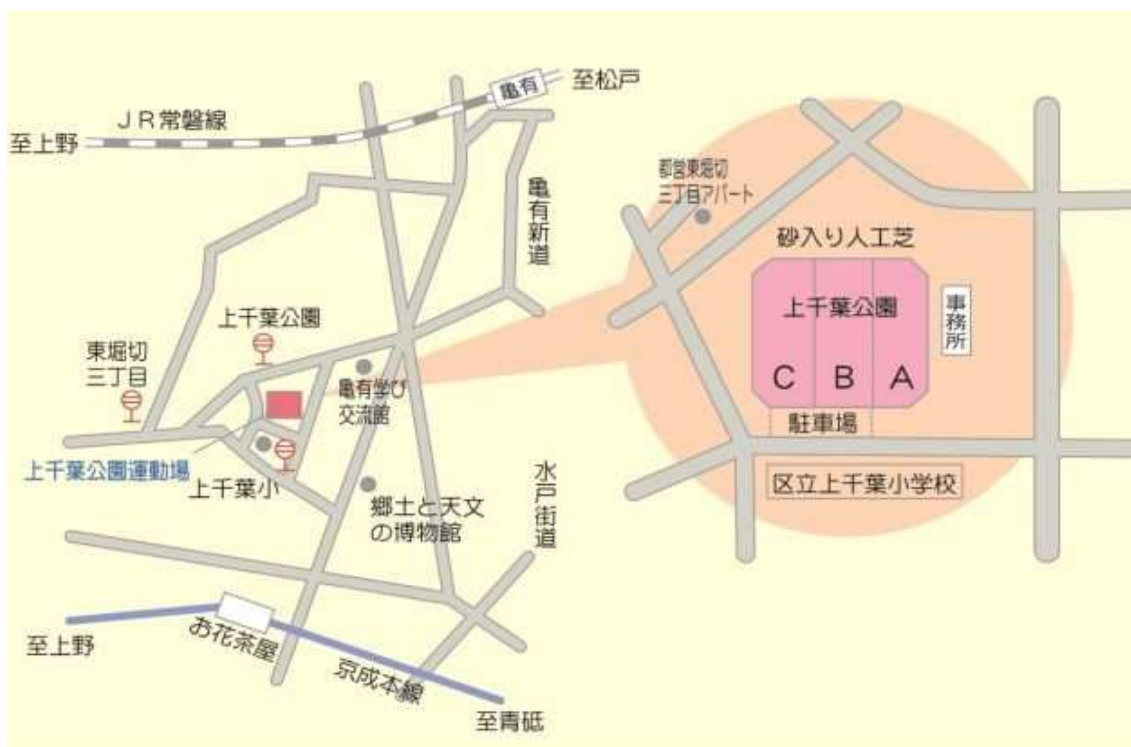 亀有
至松戸
JR常磐線
至上野
亀有新道
上千葉公園
東堀切
三丁目
亀有学び
交流館
上千葉公園運動場
上千葉小
郷土と天文
の博物館
水戸街道
お花茶屋
至上野
京成本線
至青砥
都営東堀切
三丁目アパート
砂入り人工芝
上千葉公園
C B A
事務所
駐車場
区立上千葉小学校